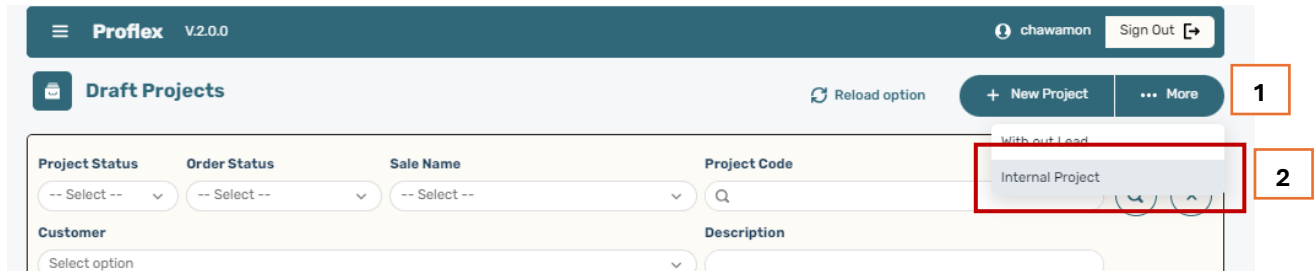 Proflex V.2.0.0 chawamon Sign Out
Draft Projects Reload option + New Project ••• More 1
With out Lead
Project Status Order Status Sale Name Project Code
Internal Project 2
-- Select -- -- Select -- -- Select --
Customer Description
Select option